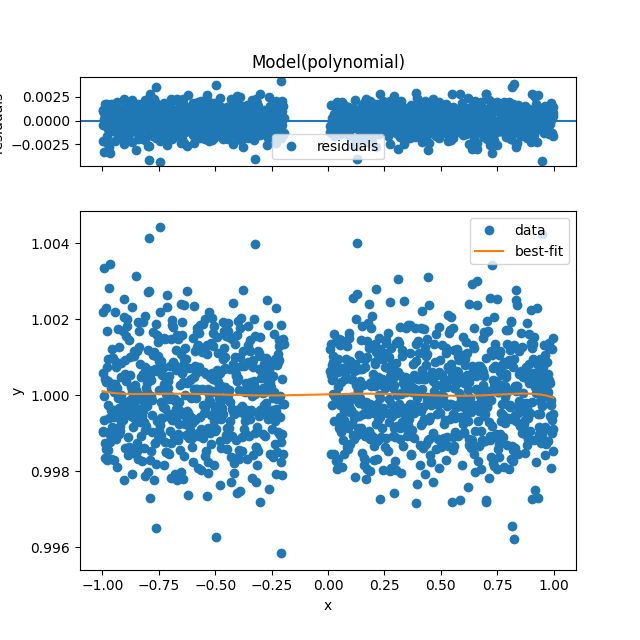 Model(polynomial)
0.0025
0.0000
−0.0025
residuals
residuals
data
best-fit
1.004
1.002
1.000
0.998
0.996
y
−1.00 −0.75 −0.50 −0.25 0.00 0.25 0.50 0.75 1.00
x